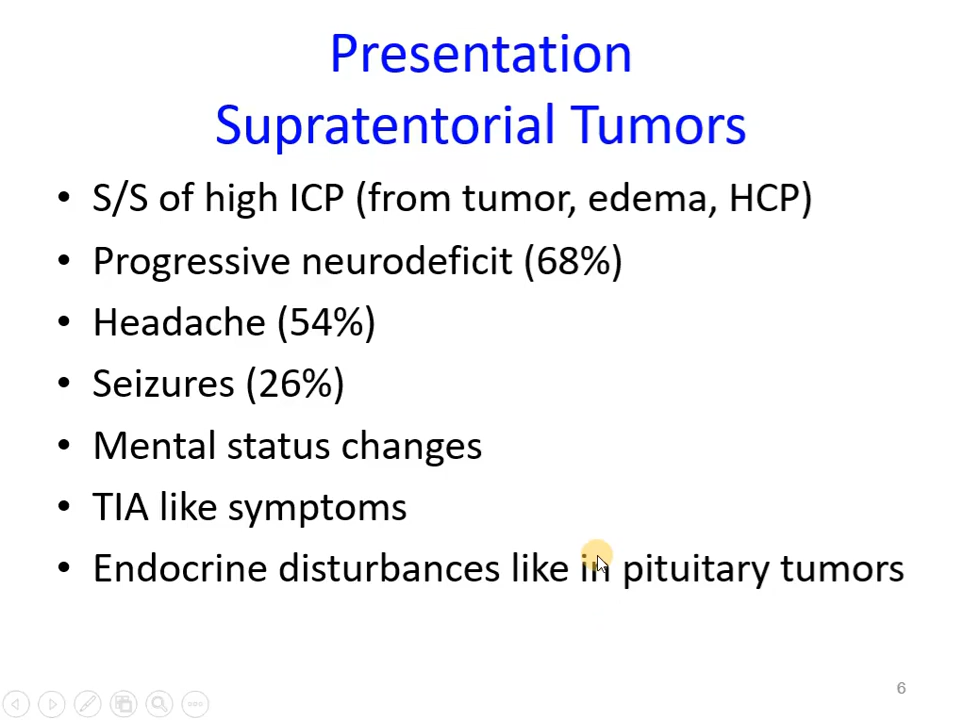 Presentation
Supratentorial Tumors
• S/S of high ICP (from tumor, edema, HCP)
• Progressive neurodeficit (68%)
• Headache (54%)
• Seizures (26%)
• Mental status changes
• TIA like symptoms
• Endocrine disturbances like in pituitary tumors
6